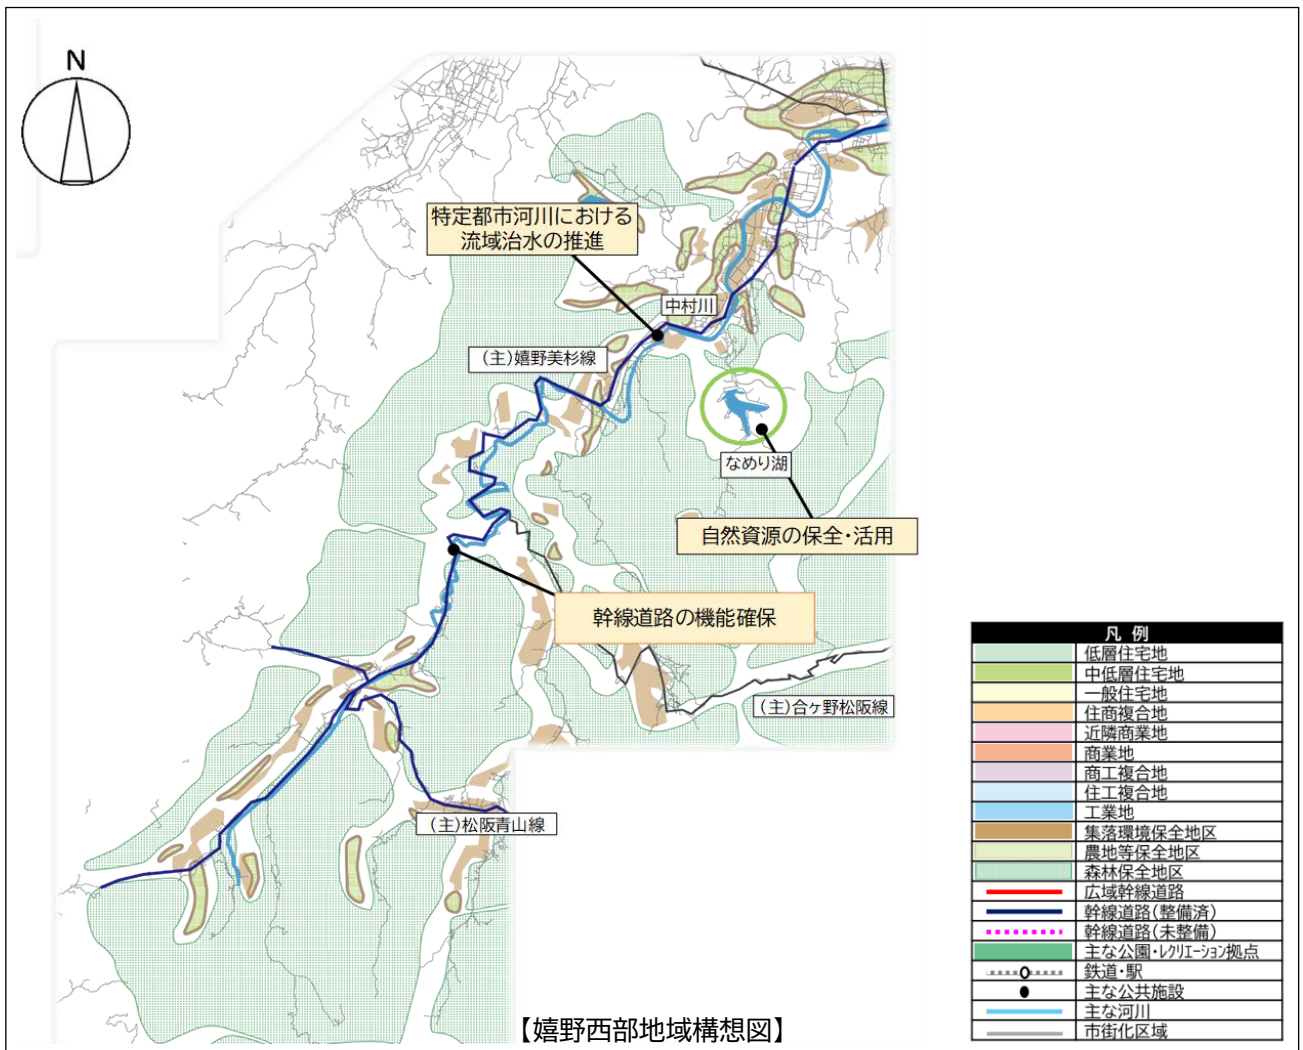 N
特定都市河川における
流域治水の推進
中村川
(主)嬉野美杉線
なめり湖
自然資源の保全・活用
幹線道路の機能確保
(主)合ヶ野松阪線
(主)松阪青山線
【嬉野西部地域構想図】
凡 例
低層住宅地
中低層住宅地
一般住宅地
住商複合地
近隣商業地
商業地
商工複合地
住工複合地
工業地
集落環境保全地区
農地等保全地区
森林保全地区
広域幹線道路
幹線道路(整備済)
幹線道路(未整備)
主な公園・レクリエーション拠点
鉄道・駅
主な公共施設
主な河川
市街化区域